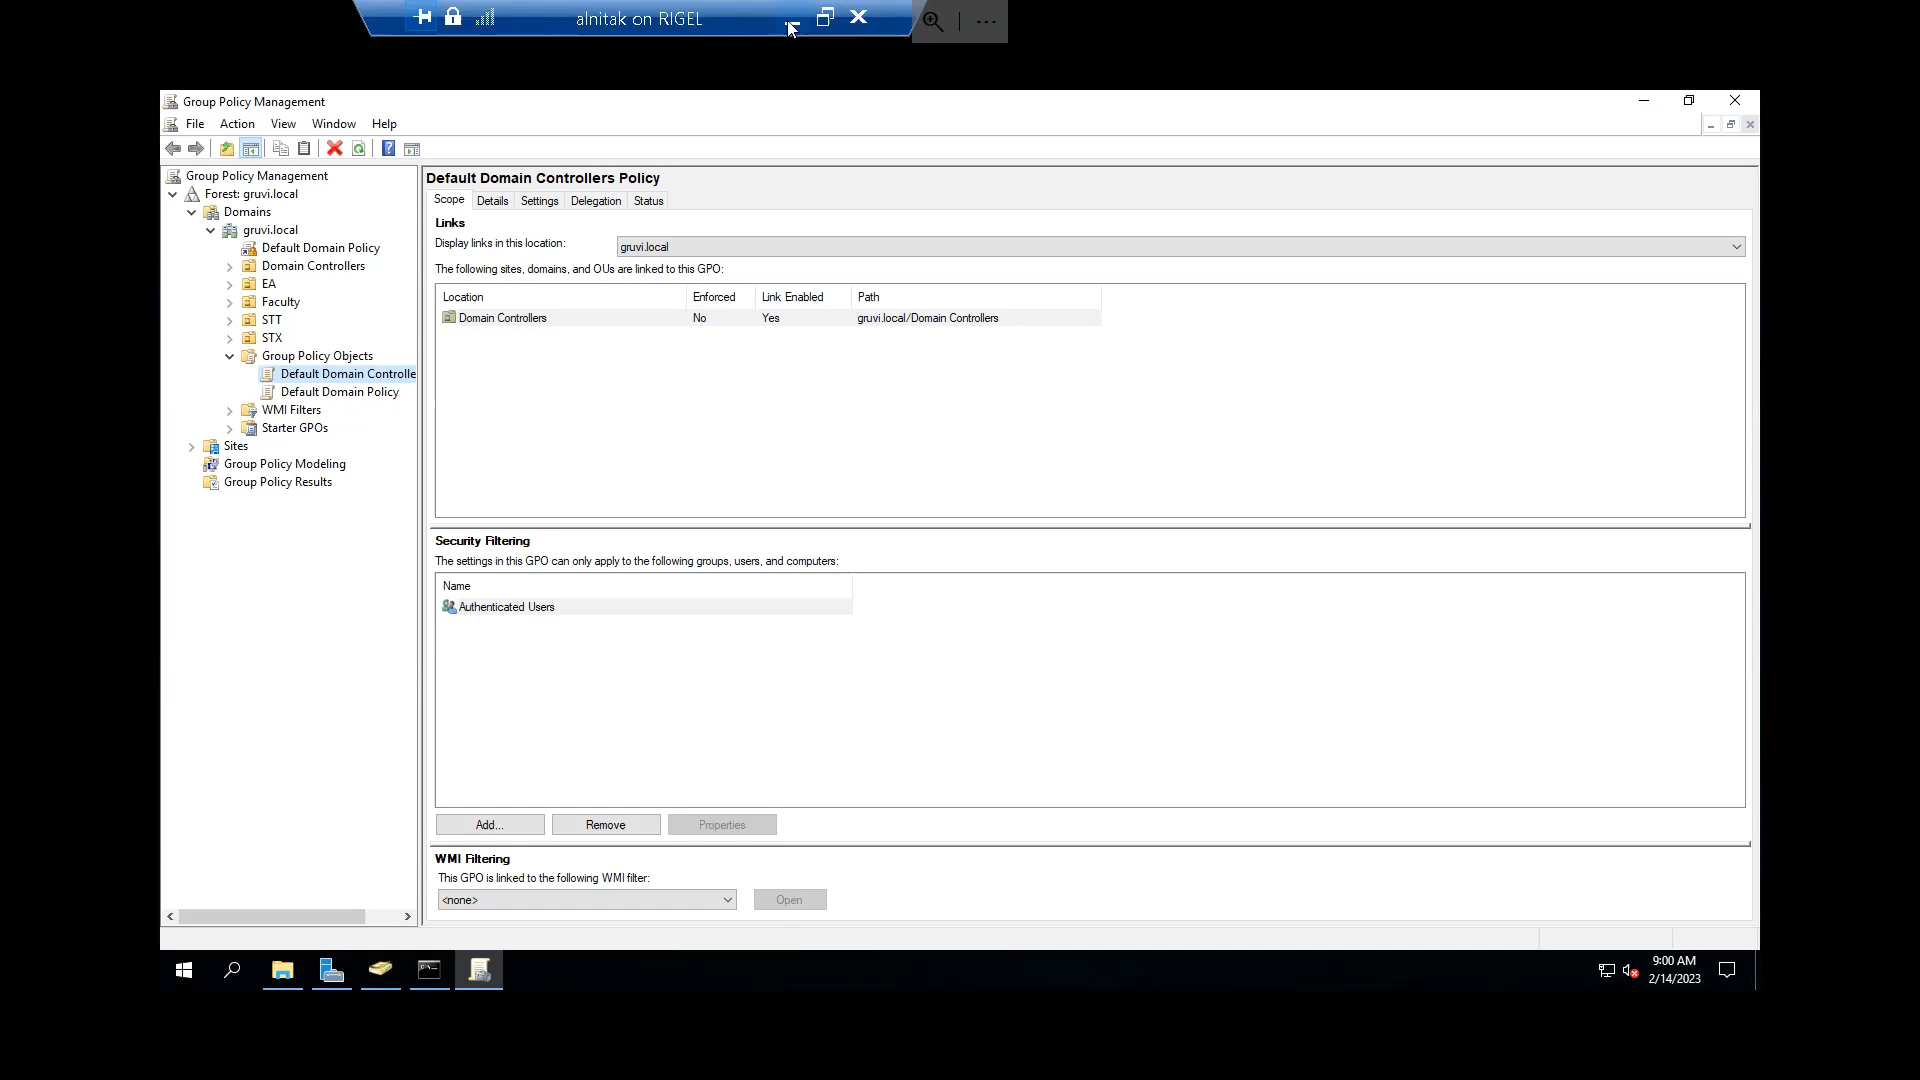 alnitak on RIGEL
Group Policy Management
File Action View Window Help
Group Policy Management
Forest: gruvi.local
Domains
gruvi.local
Default Domain Policy
Domain Controllers
EA
Faculty
STT
STX
Group Policy Objects
Default Domain Controlle
Default Domain Policy
WMI Filters
Starter GPOs
Sites
Group Policy Modeling
Group Policy Results
Default Domain Controllers Policy
Scope Details Settings Delegation Status
Links
Display links in this location: gruvi.local
The following sites, domains, and OUs are linked to this GPO:
Location Enforced Link Enabled Path
Domain Controllers No Yes gruvi.local/Domain Controllers
Security Filtering
The settings in this GPO can only apply to the following groups, users, and computers:
Name
Authenticated Users
Add... Remove Properties
WMI Filtering
This GPO is linked to the following WMI filter:
<none> Open
9:00 AM
2/14/2023